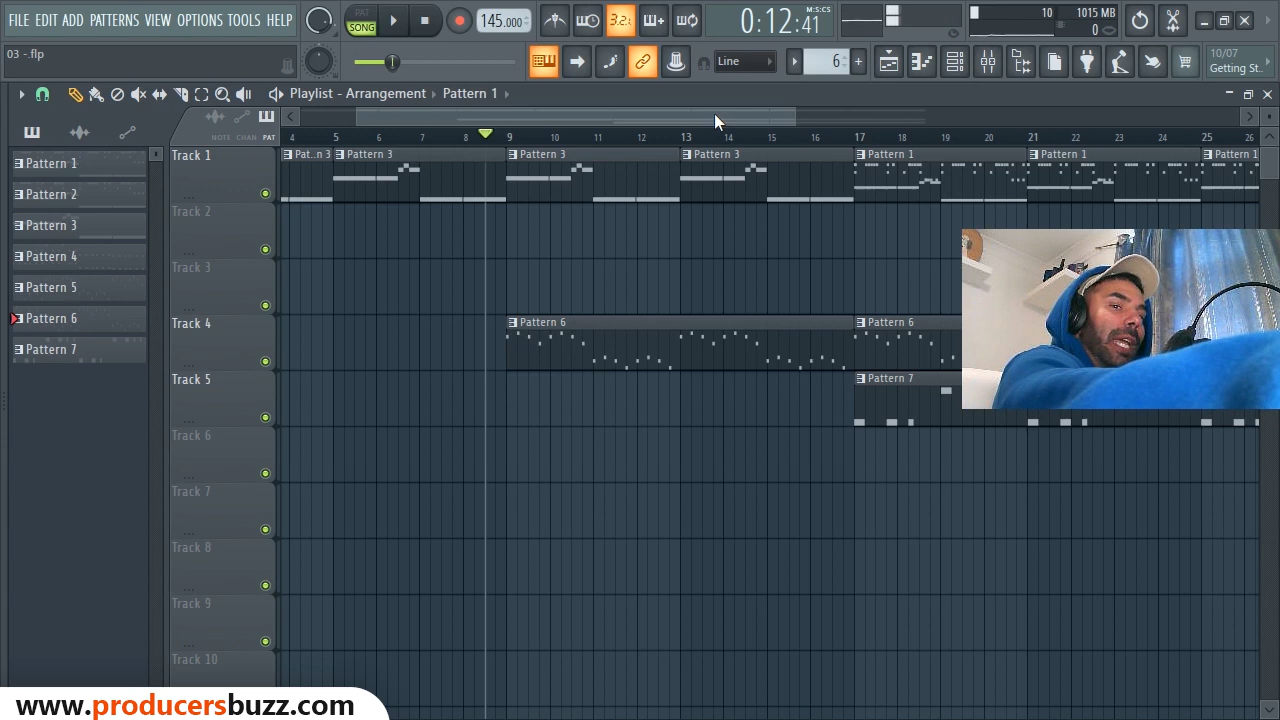 FILE EDIT ADD PATTERNS VIEW OPTIONS TOOLS HELP
PAT
SONG
145.000
3.2.
0:12:41
M:S:CS
10
1015 MB
0
03 -.flp
Line
6
10/07
Getting St..
Playlist - Arrangement
Pattern 1
NOTE CHAN PAT
4 5 6 7 8 9 10 11 12 13 14 15 16 17 18 19 20 21 22 23 24 25 26
Pattern 1
Pattern 2
Pattern 3
Pattern 4
Pattern 5
Pattern 6
Pattern 7
Track 1
Pat..n 3
Pattern 3
Pattern 3
Pattern 3
Pattern 1
Pattern 1
Pattern 1
Track 2
Track 3
Track 4
Pattern 6
Pattern 6
Track 5
Pattern 7
Track 6
Track 7
Track 8
Track 9
Track 10
www.producersbuzz.com